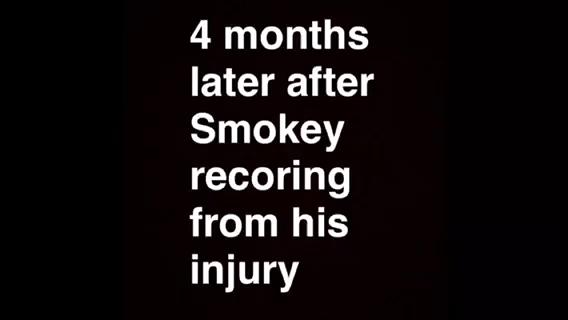 4 months
later after
Smokey
recoring
from his
injury